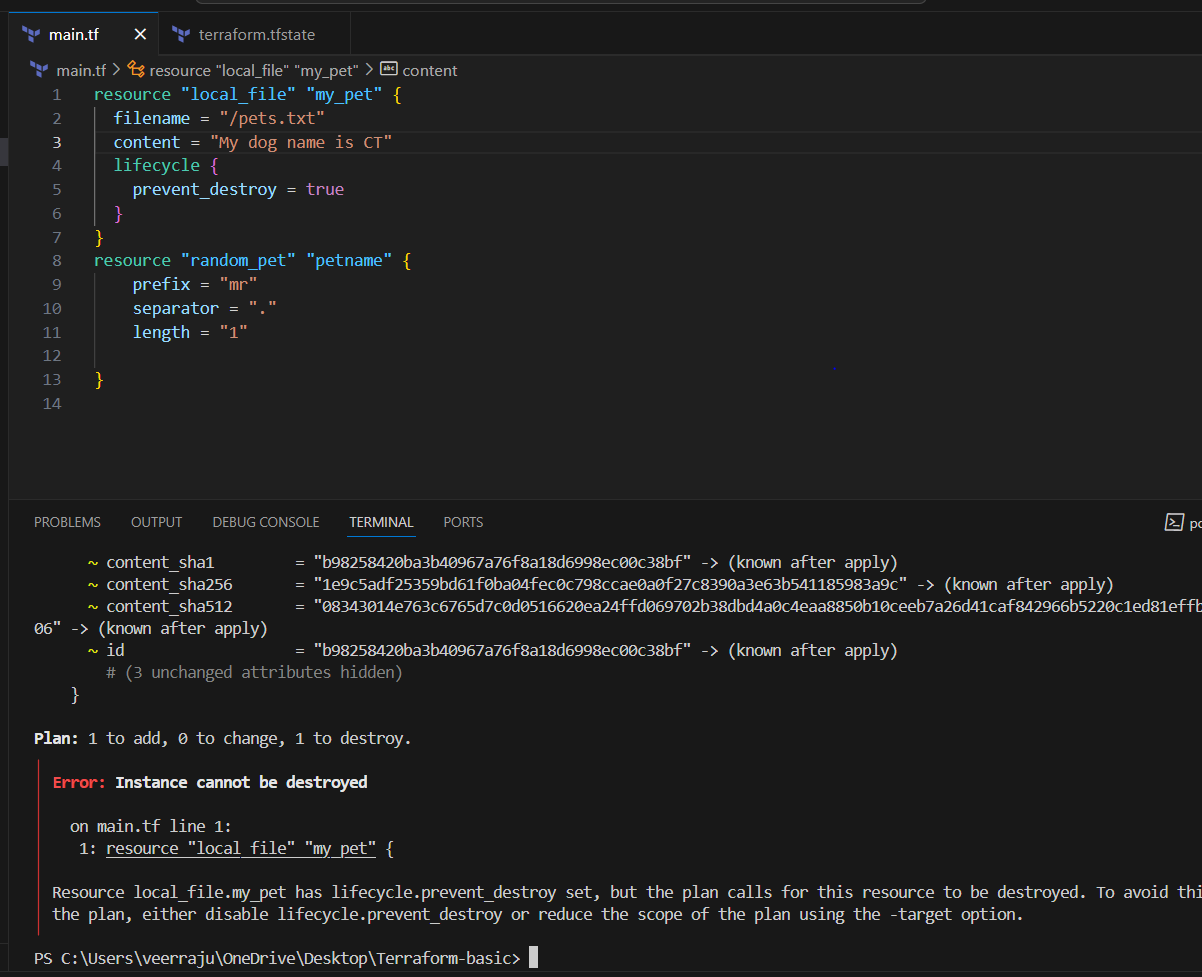 main.tf
terraform.tfstate
main.tf > resource "local_file" "my_pet" > abc content
1 resource "local_file" "my_pet" {
2 filename = "/pets.txt"
3 content = "My dog name is CT"
4 lifecycle {
5 prevent_destroy = true
6 }
7 }
8 resource "random_pet" "petname" {
9 prefix = "mr"
10 separator = "."
11 length = "1"
12
13 }
14
PROBLEMS OUTPUT DEBUG CONSOLE TERMINAL PORTS
~ content_sha1 = "b98258420ba3b40967a76f8a18d6998ec00c38bf" -> (known after apply)
~ content_sha256 = "1e9c5adf25359bd61f0ba04fec0c798ccae0a0f27c8390a3e63b541185983a9c" -> (known after apply)
~ content_sha512 = "08343014e763c6765d7c0d0516620ea24ffd069702b38dbd4a0c4eaa8850b10ceeb7a26d41caf842966b5220c1ed81effb
06" -> (known after apply)
~ id = "b98258420ba3b40967a76f8a18d6998ec00c38bf" -> (known after apply)
# (3 unchanged attributes hidden)
}
Plan: 1 to add, 0 to change, 1 to destroy.
Error: Instance cannot be destroyed
on main.tf line 1:
1: resource "local_file" "my_pet" {
Resource local_file.my_pet has lifecycle.prevent_destroy set, but the plan calls for this resource to be destroyed. To avoid
the plan, either disable lifecycle.prevent_destroy or reduce the scope of the plan using the -target option.
PS C:\Users\veerraju\OneDrive\Desktop\Terraform-basic>